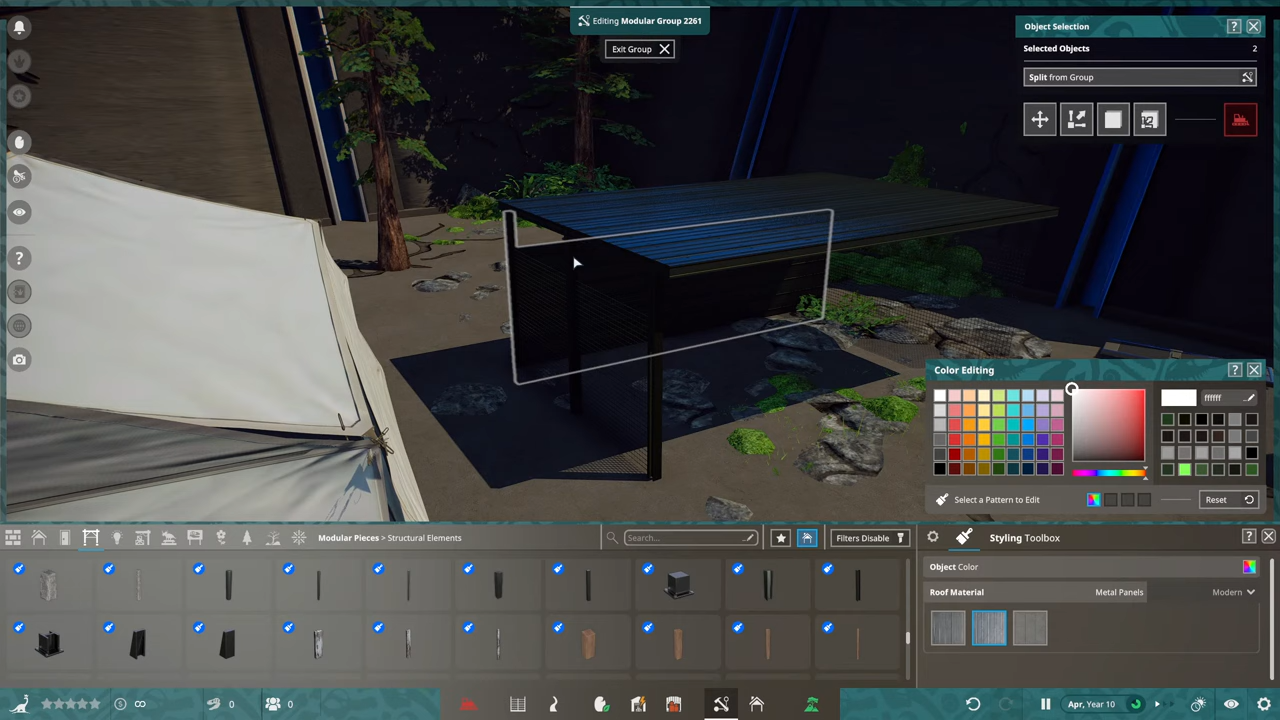 Editing Modular Group 2261
Exit Group
Object Selection
?
Selected Objects 2
Split from Group
12
?
Color Editing
?
ffffff
Select a Pattern to Edit
Reset
Modular Pieces > Structural Elements
Search...
Filters Disable
Styling Toolbox
?
Object Color
Roof Material
Metal Panels
Modern
∞
0
0
Apr, Year 10